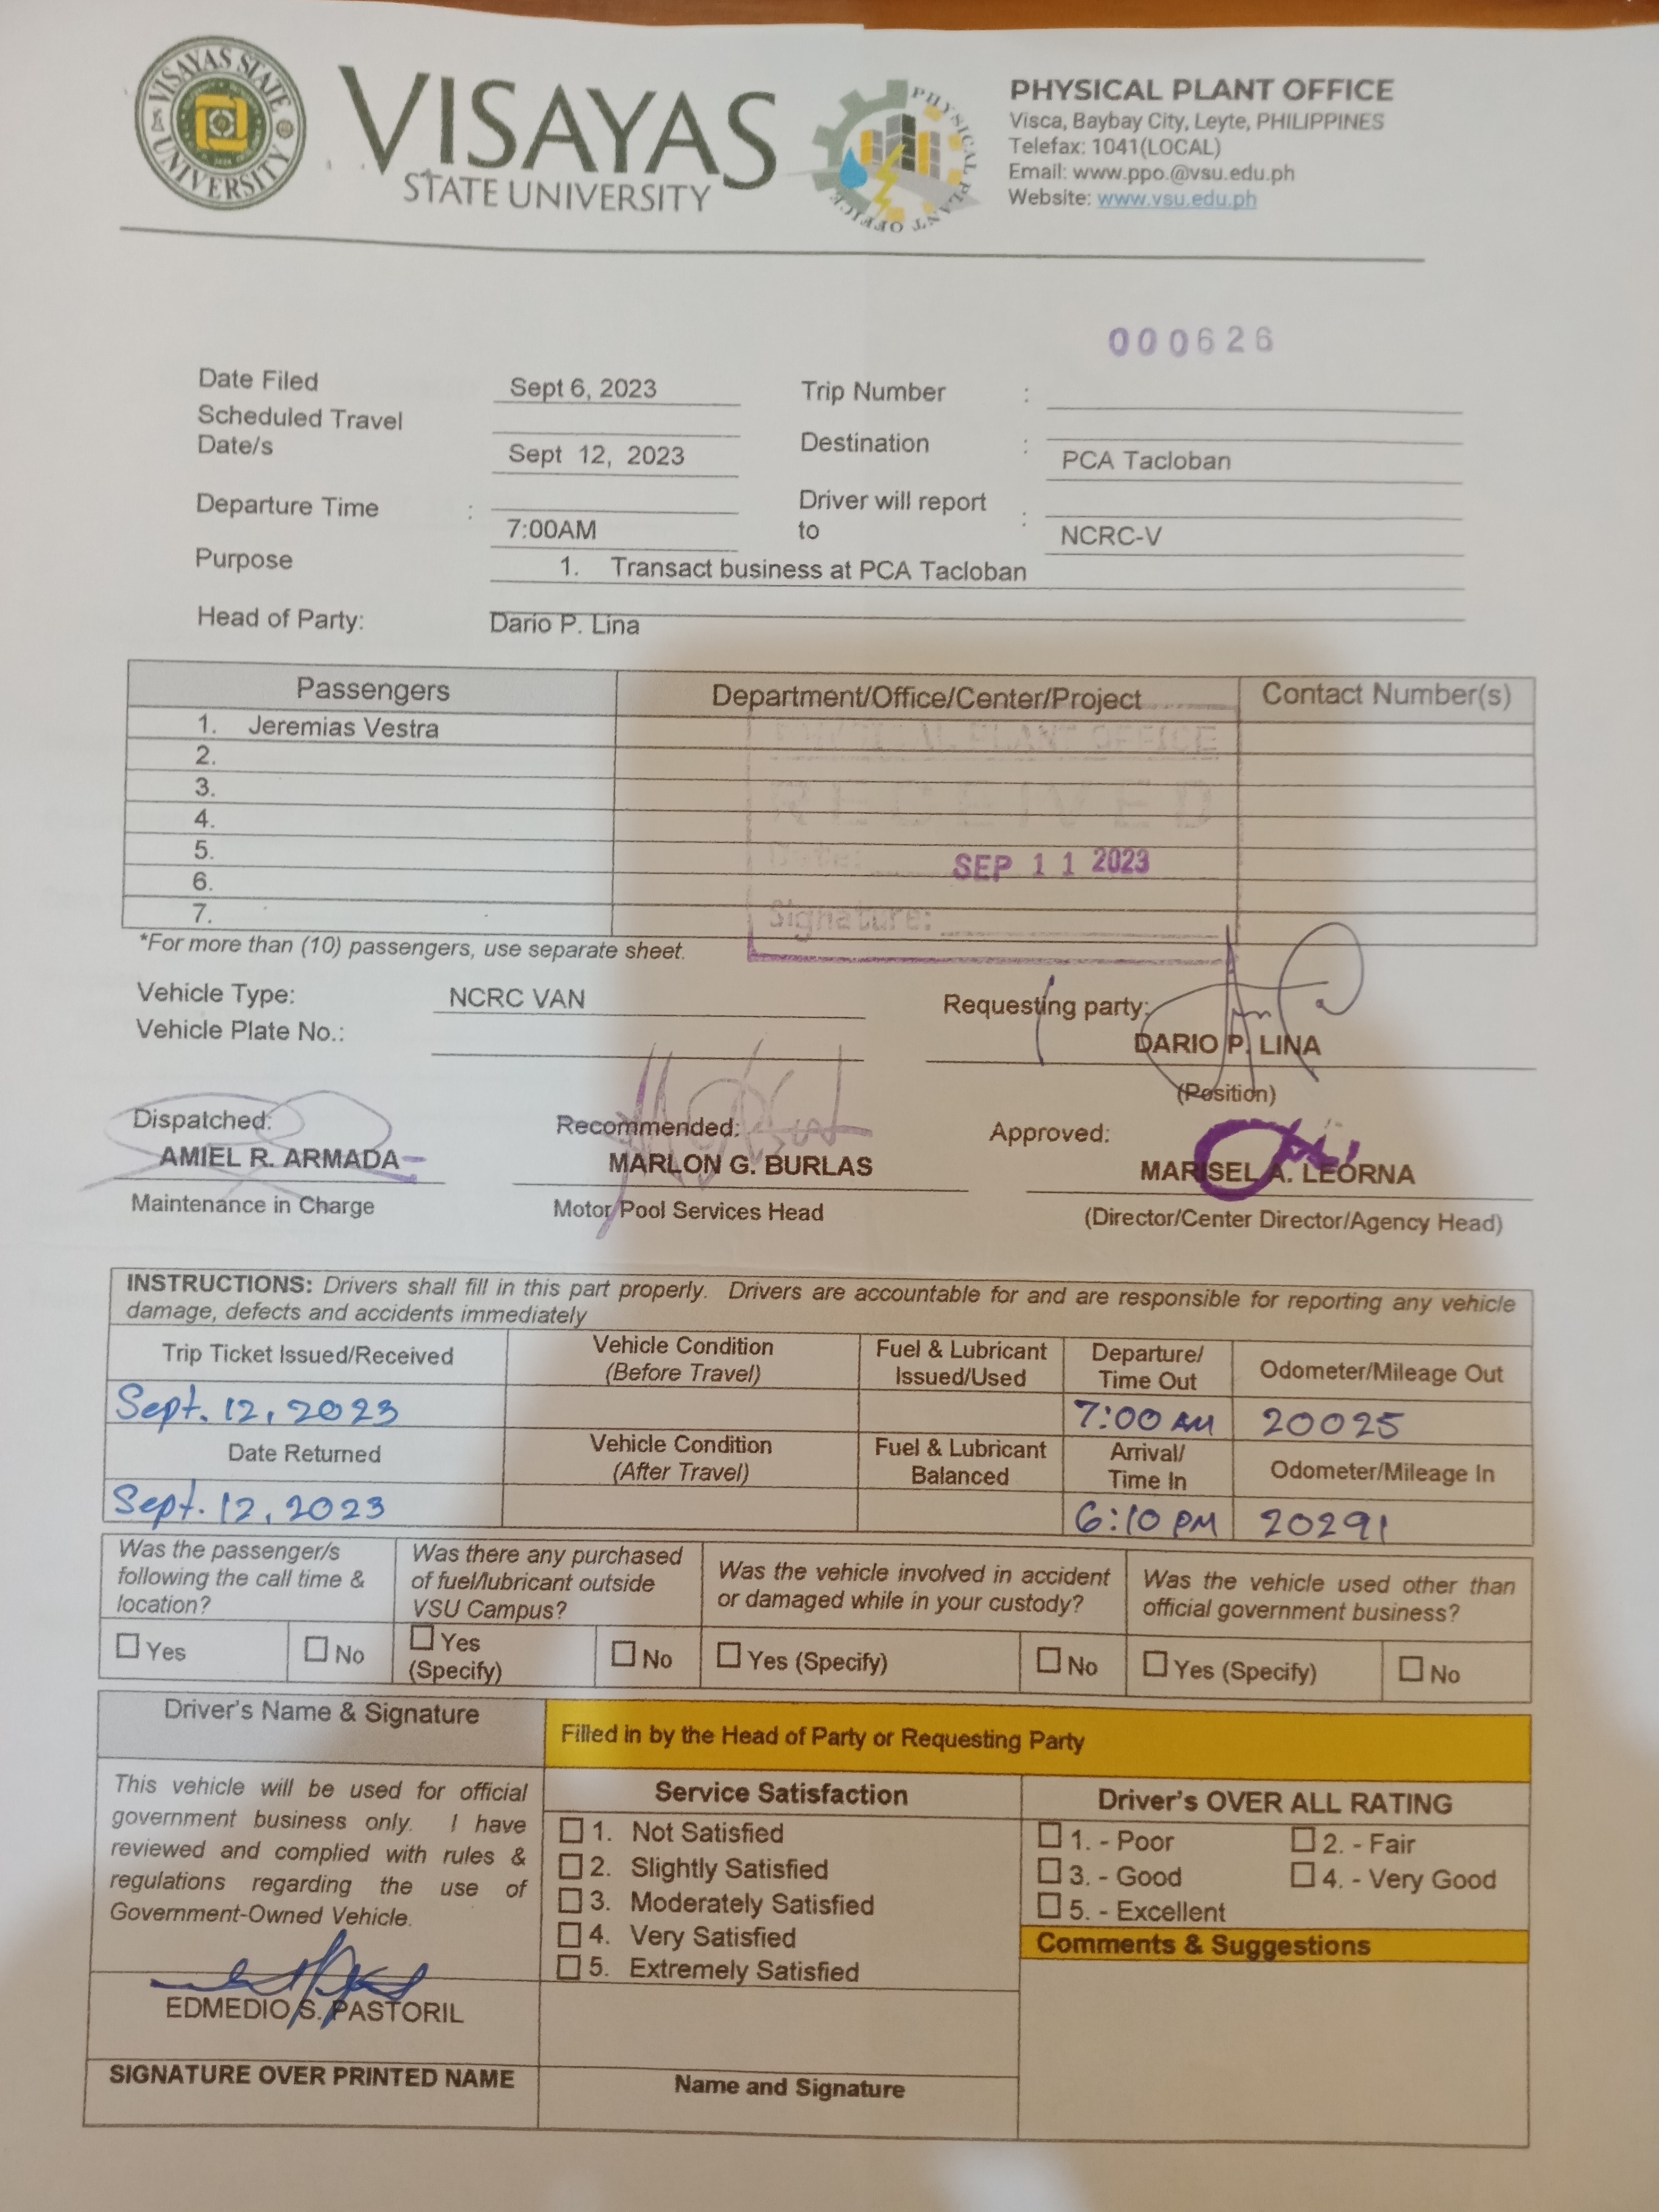 VISAYAS STATE UNIVERSITY
VISAYAS
STATE UNIVERSITY
PHYSICAL PLANT OFFICE
PHYSICAL PLANT OFFICE
Visca, Baybay City, Leyte, PHILIPPINES
Telefax: 1041(LOCAL)
Email: www.ppo.@vsu.edu.ph
Website: www.vsu.edu.ph
000626
Date Filed Sept 6, 2023 Trip Number :
Scheduled Travel Date/s Sept 12, 2023 Destination : PCA Tacloban
Departure Time : 7:00AM Driver will report to : NCRC-V
Purpose 1. Transact business at PCA Tacloban
Head of Party: Dario P. Lina
Passengers Department/Office/Center/Project Contact Number(s)
1. Jeremias Vestra
2.
3.
4.
5.
6.
7.
PHYSICAL PLANT OFFICE
RECEIVED
Date: SEP 11 2023
Signature:
*For more than (10) passengers, use separate sheet.
Vehicle Type: NCRC VAN Requesting party:
Vehicle Plate No.: DARIO P. LINA
(Position)
Dispatched: Recommended: Approved:
AMIEL R. ARMADA MARLON G. BURLAS MARISEL A. LEORNA
Maintenance in Charge Motor Pool Services Head (Director/Center Director/Agency Head)
INSTRUCTIONS: Drivers shall fill in this part properly. Drivers are accountable for and are responsible for reporting any vehicle
damage, defects and accidents immediately
Trip Ticket Issued/Received Vehicle Condition (Before Travel) Fuel & Lubricant Issued/Used Departure/ Time Out Odometer/Mileage Out
Sept. 12, 2023 7:00 AM 20025
Date Returned Vehicle Condition (After Travel) Fuel & Lubricant Balanced Arrival/ Time In Odometer/Mileage In
Sept. 12, 2023 6:10 PM 20291
Was the passenger/s following the call time & location? Was there any purchased of fuel/lubricant outside VSU Campus? Was the vehicle involved in accident or damaged while in your custody? Was the vehicle used other than official government business?
Yes No Yes (Specify) No Yes (Specify) No Yes (Specify) No
Driver's Name & Signature
Filled in by the Head of Party or Requesting Party
This vehicle will be used for official
government business only. I have
reviewed and complied with rules &
regulations regarding the use of
Government-Owned Vehicle.
EDMEDIO S. PASTORIL
SIGNATURE OVER PRINTED NAME
Service Satisfaction
1. Not Satisfied
2. Slightly Satisfied
3. Moderately Satisfied
4. Very Satisfied
5. Extremely Satisfied
Name and Signature
Driver's OVER ALL RATING
1. - Poor 2. - Fair
3. - Good 4. - Very Good
5. - Excellent
Comments & Suggestions